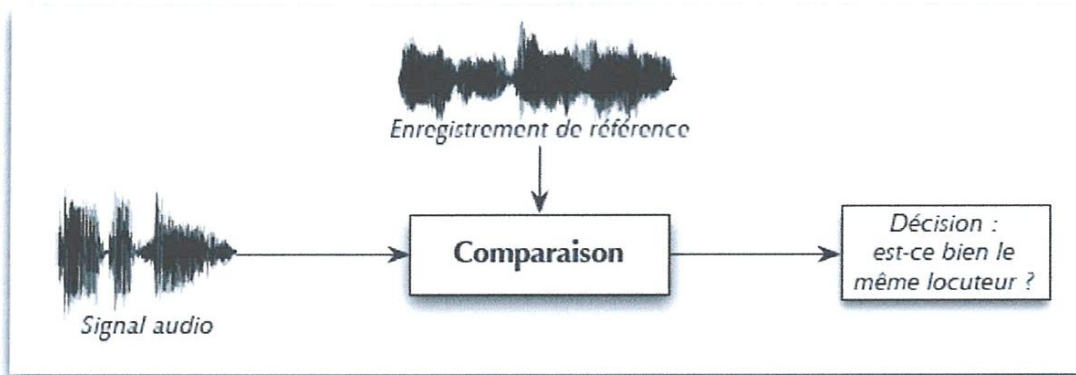 Enregistrement de référence
Comparaison
Décision :
est-ce bien le
même locuteur ?
Signal audio